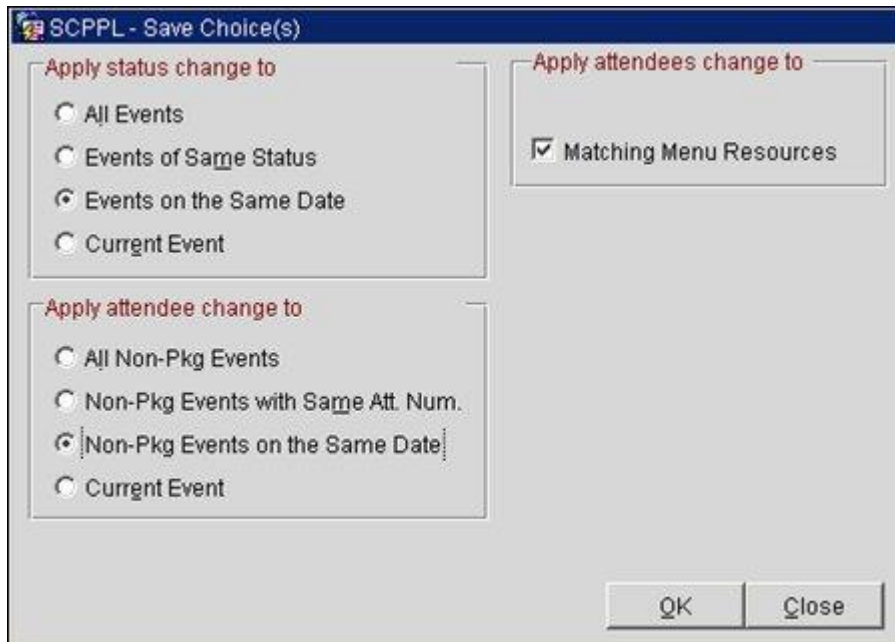 SCPPL - Save Choice(s)
Apply status change to
All Events
Events of Same Status
Events on the Same Date
Current Event
Apply attendees change to
Matching Menu Resources
Apply attendee change to
All Non-Pkg Events
Non-Pkg Events with Same Att. Num.
Non-Pkg Events on the Same Date
Current Event
OK
Close